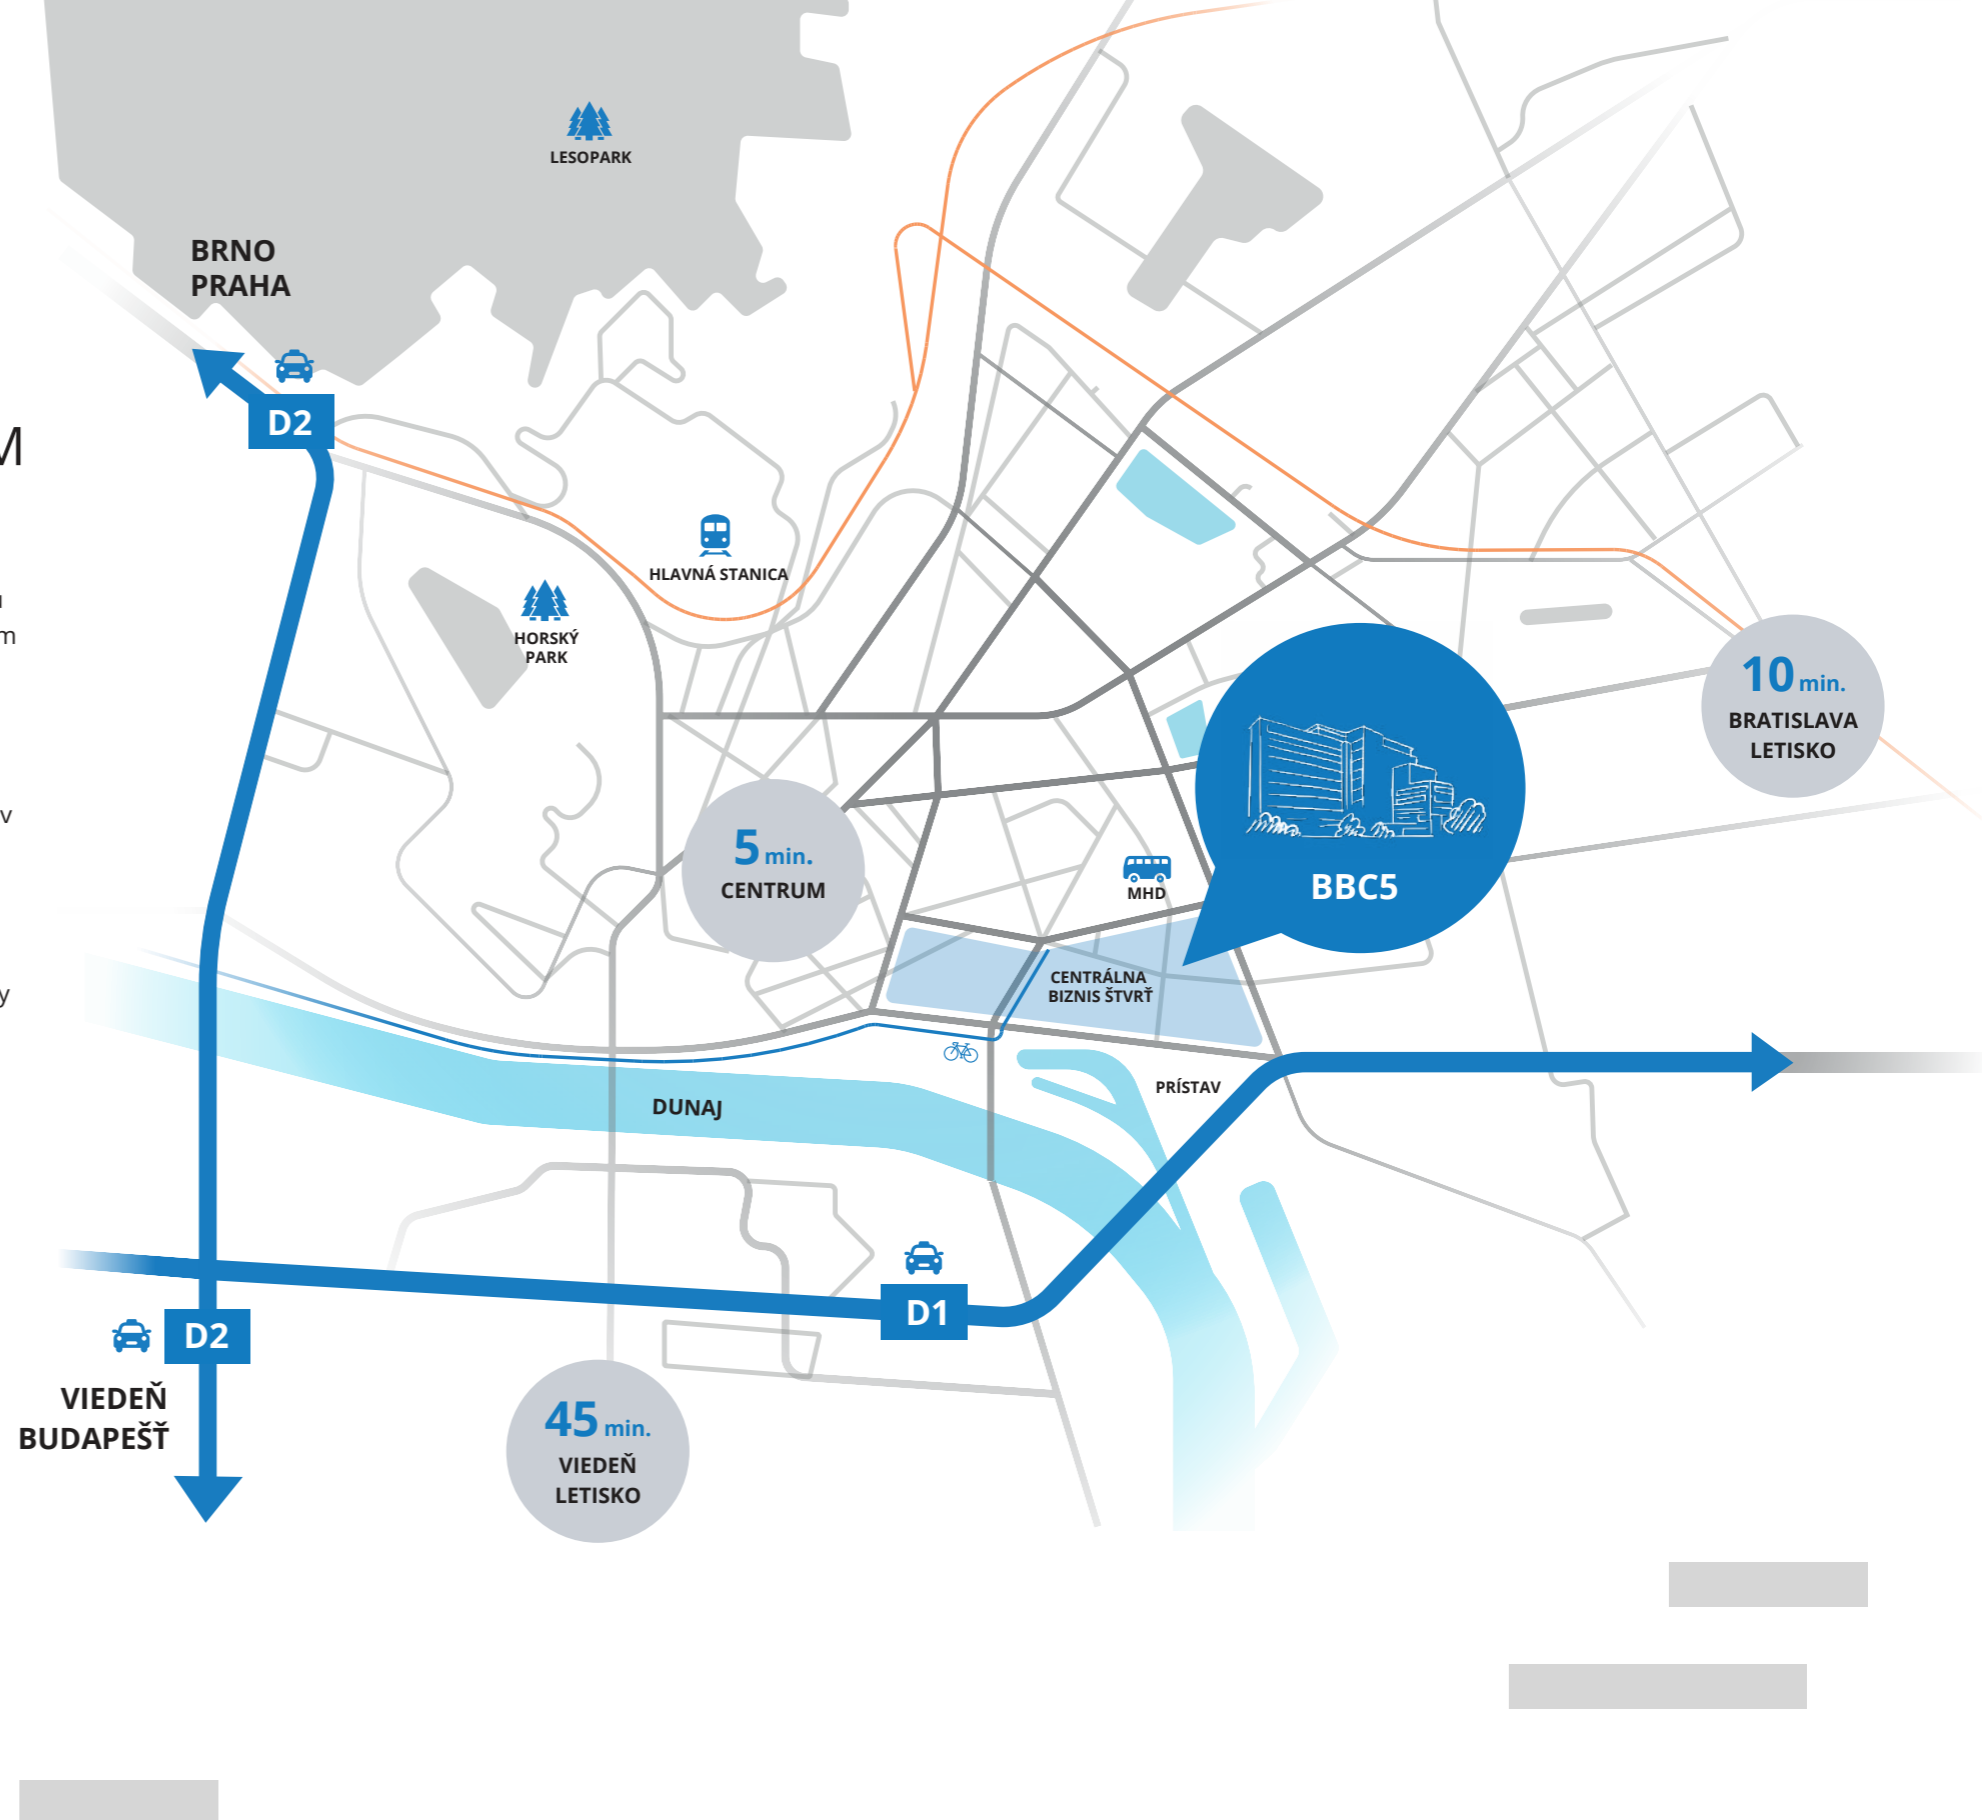 LESOPARK
BRNO
PRAHA
D2
M
HLAVNÁ STANICA
HORSKÝ
PARK
m
10 min.
BRATISLAVA
LETISKO
v
5 min.
CENTRUM
MHD
BBC5
CENTRÁLNA
BIZNIS ŠTVRŤ
y
PRÍSTAV
DUNAJ
D1
D2
VIEDEŇ
BUDAPEŠŤ
45 min.
VIEDEŇ
LETISKO